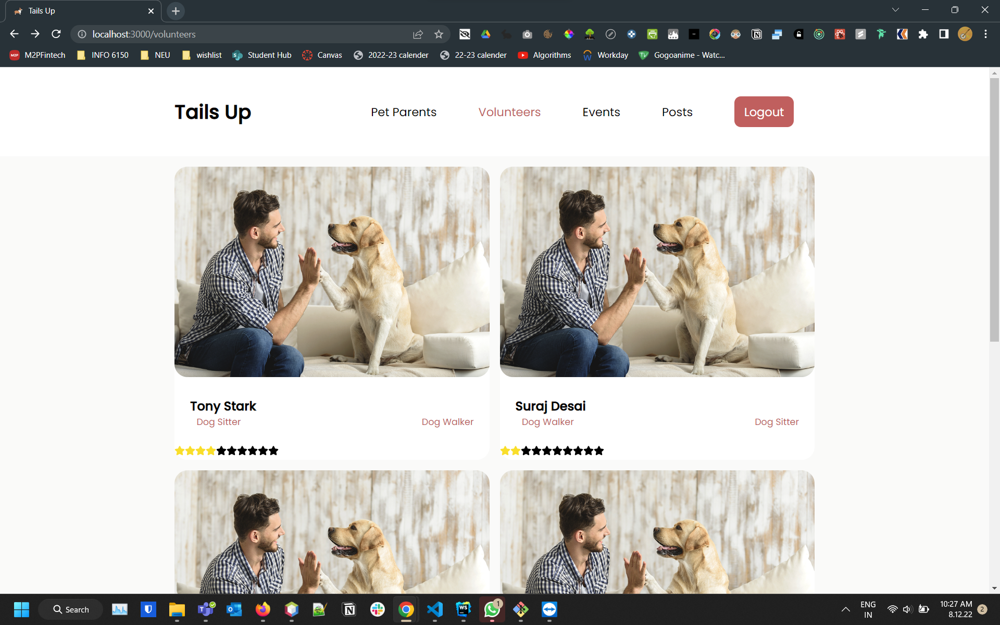 Tails Up
localhost:3000/volunteers
M2P M2PFintech INFO 6150 NEU wishlist Student Hub Canvas 2022-23 calender 22-23 calender Algorithms Workday Gogoanime - Watc...
Tails Up Pet Parents Volunteers Events Posts Logout
Tony Stark
Dog Sitter Dog Walker
Suraj Desai
Dog Walker Dog Sitter
Search
1
ENG
IN
10:27 AM
8.12.22
2